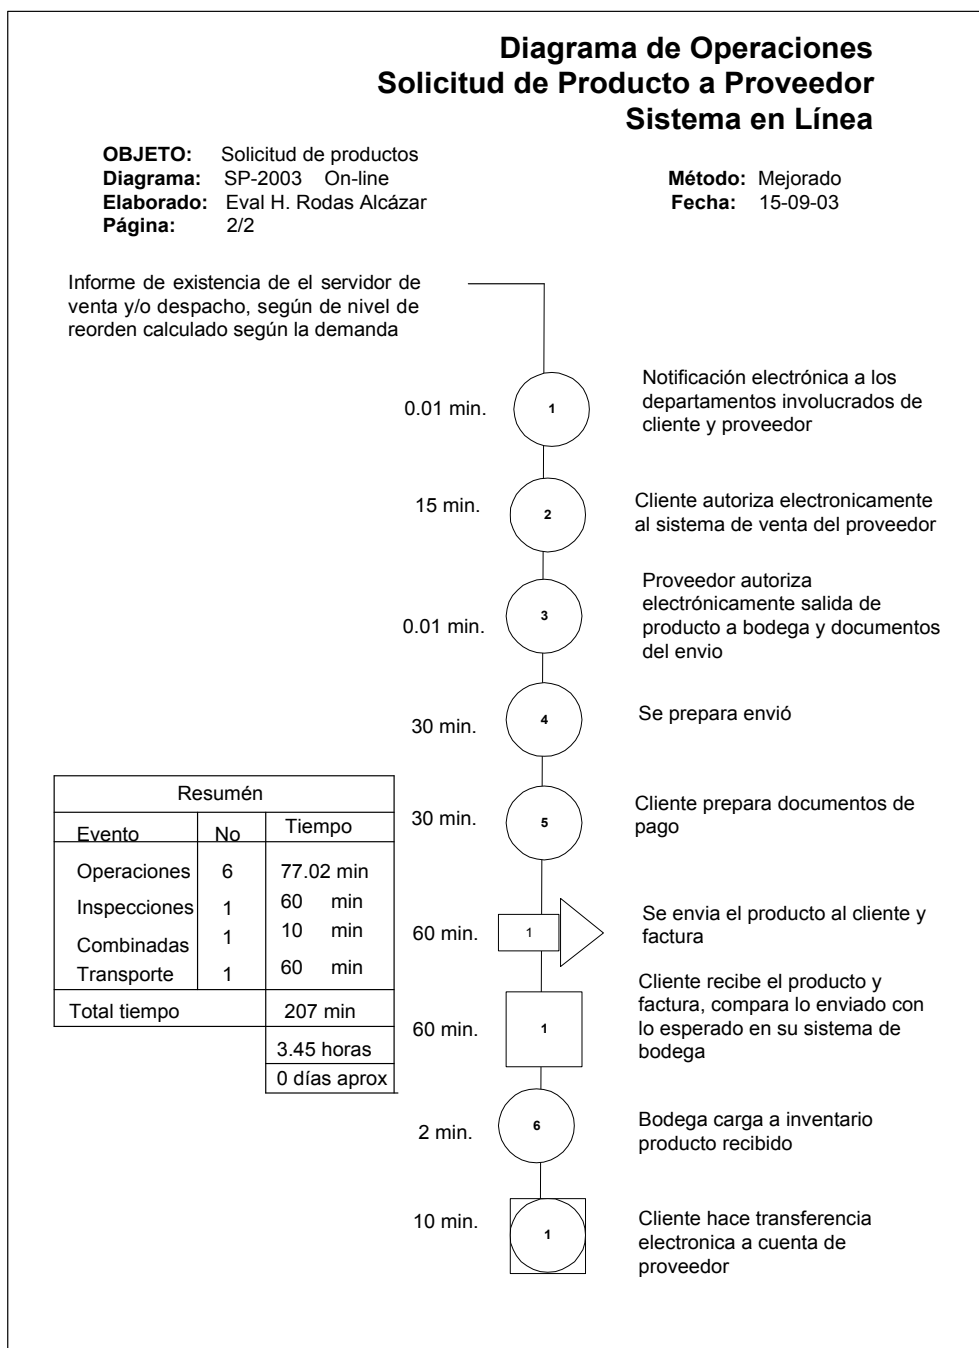 Diagrama de Operaciones
Solicitud de Producto a Proveedor
Sistema en Línea
OBJETO: Solicitud de productos
Diagrama: SP-2003 On-line
Elaborado: Eval H. Rodas Alcázar
Página: 2/2
Método: Mejorado
Fecha: 15-09-03
Informe de existencia de el servidor de
venta y/o despacho, según de nivel de
reorden calculado según la demanda
0.01 min.
1
Notificación electrónica a los
departamentos involucrados de
cliente y proveedor
15 min.
2
Cliente autoriza electronicamente
al sistema de venta del proveedor
0.01 min.
3
Proveedor autoriza
electrónicamente salida de
producto a bodega y documentos
del envio
30 min.
4
Se prepara envió
30 min.
5
Cliente prepara documentos de
pago
60 min.
1
Se envia el producto al cliente y
factura
60 min.
1
Cliente recibe el producto y
factura, compara lo enviado con
lo esperado en su sistema de
bodega
2 min.
6
Bodega carga a inventario
producto recibido
10 min.
1
Cliente hace transferencia
electronica a cuenta de
proveedor
Resumén
Evento No Tiempo
Operaciones 6 77.02 min
Inspecciones 1 60 min
Combinadas 1 10 min
Transporte 1 60 min
Total tiempo 207 min
3.45 horas
0 días aprox